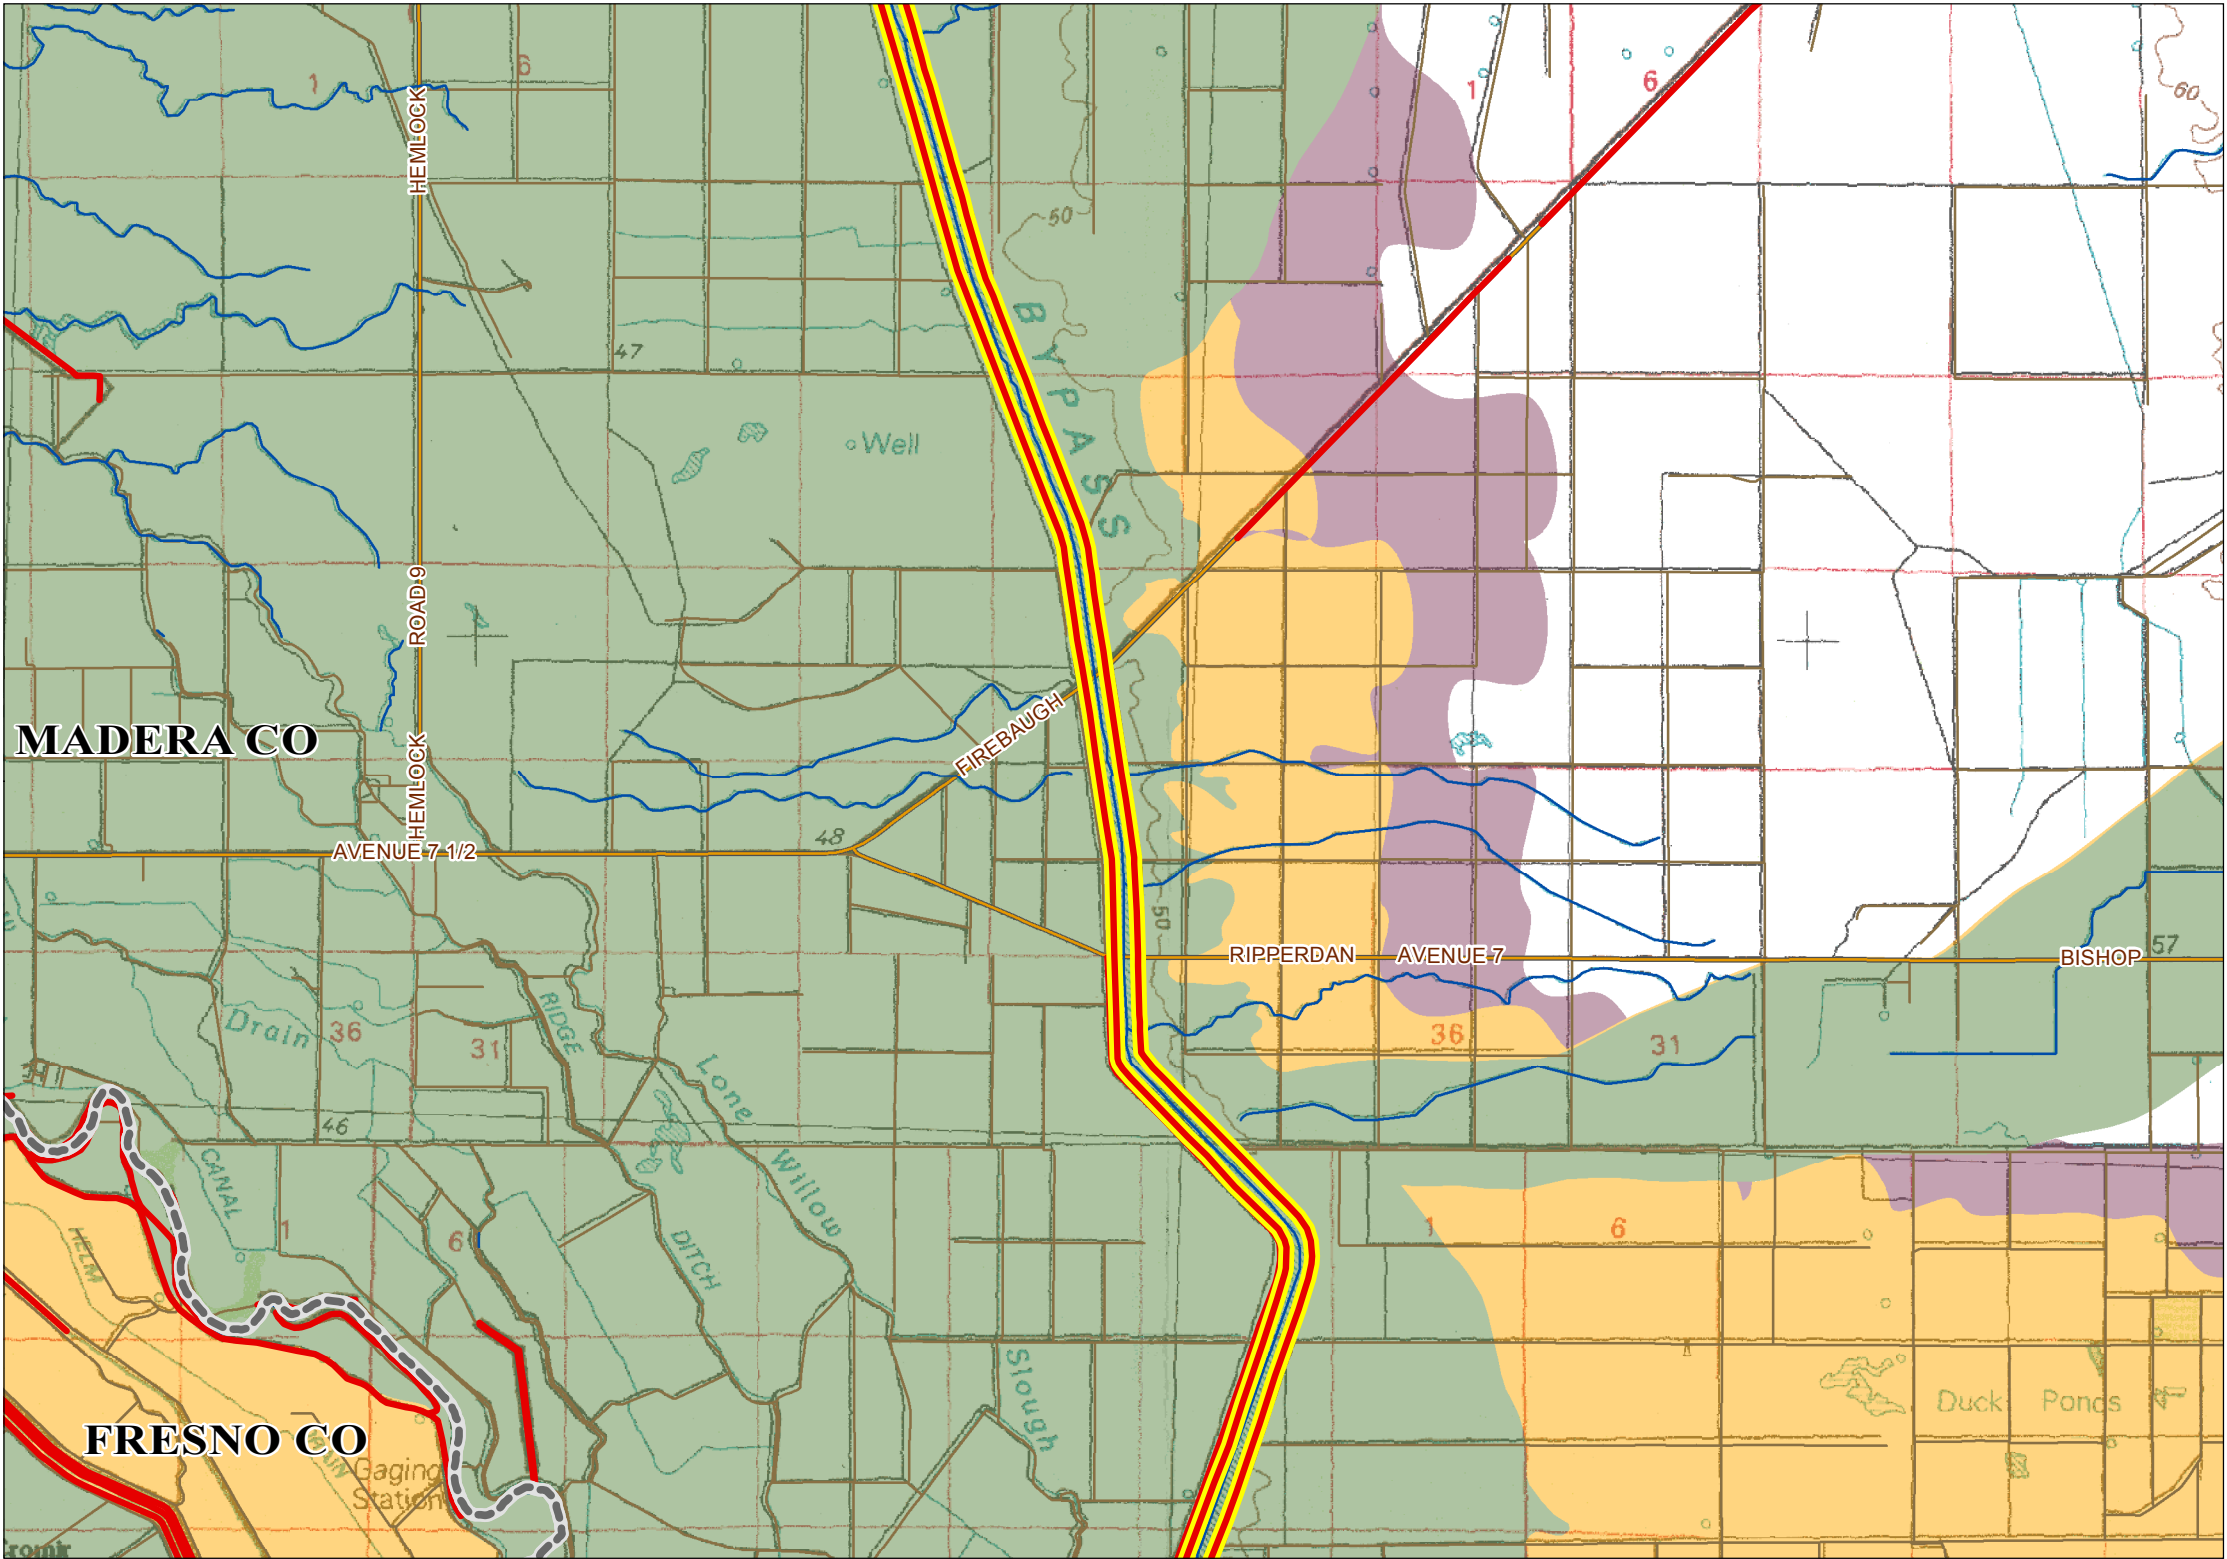 1
6
1
6
60
HEMLOCK
50
BYPASS
47
Well
ROAD 9
MADERA CO
HEMLOCK
FIREBAUGH
48
AVENUE 7 1/2
50
RIPPERDAN
AVENUE 7
BISHOP
57
Drain
36
31
RIDGE
36
31
Lone
Willow
Slough
46
CANAL
1
6
DITCH
1
6
HELM
Duck Ponds
FRESNO CO
Gaging
Station